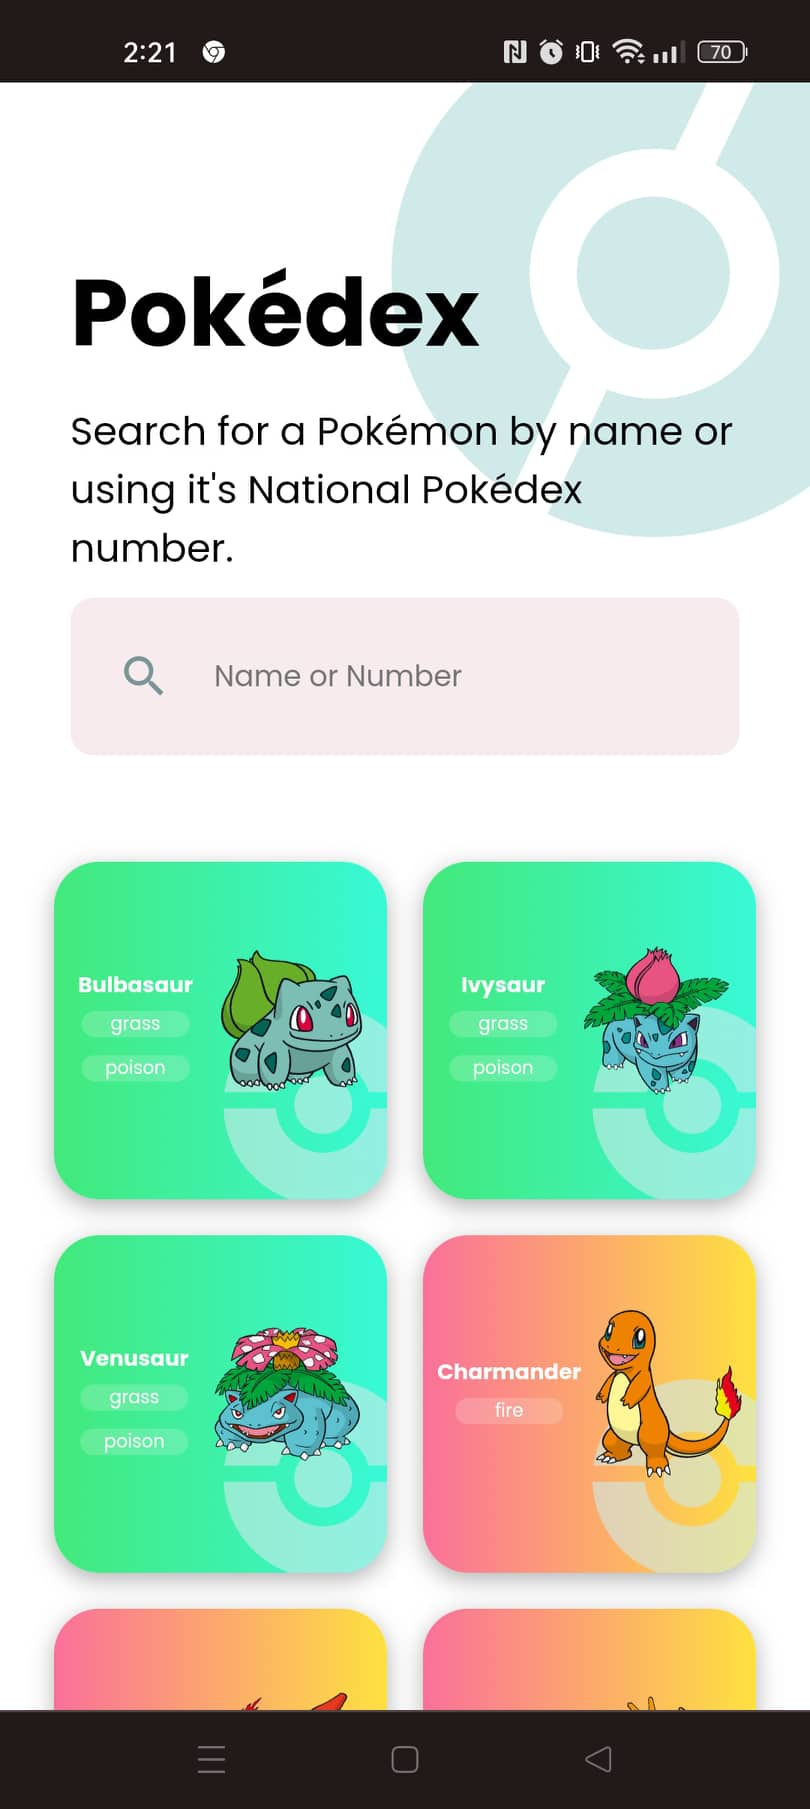 2:21
70
Pokédex
Search for a Pokémon by name or
using it's National Pokédex
number.
Name or Number
Bulbasaur
grass
poison
Ivysaur
grass
poison
Venusaur
grass
poison
Charmander
fire